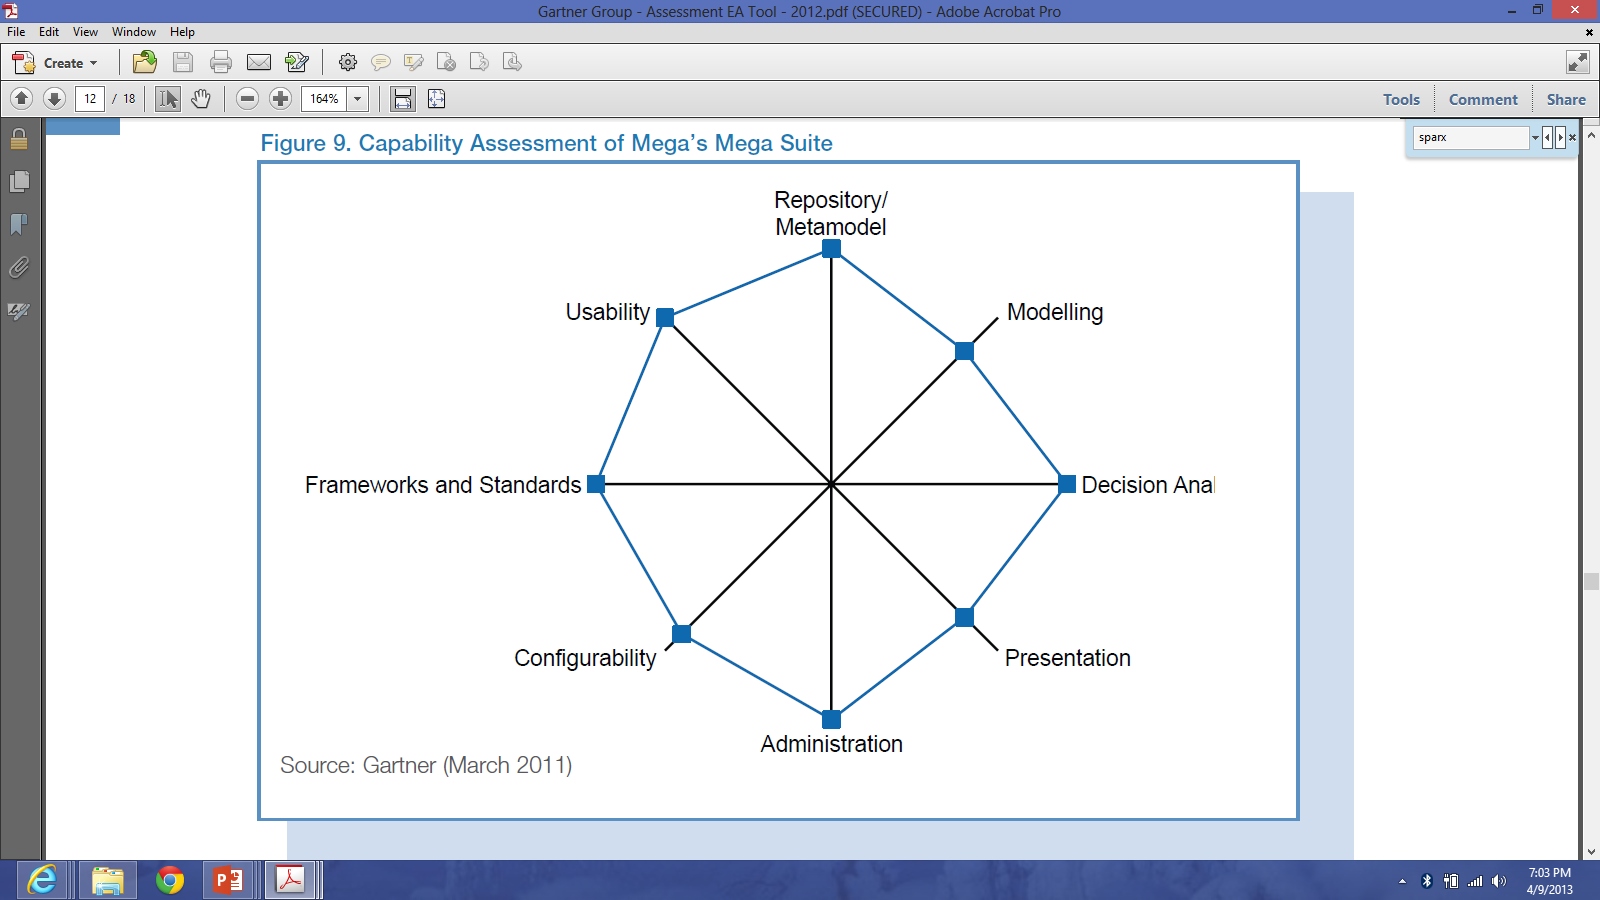 Gartner Group - Assessment EA Tool - 2012.pdf (SECURED) - Adobe Acrobat Pro
File Edit View Window Help
Create
12 / 18 164% Tools Comment Share
sparx
Figure 9. Capability Assessment of Mega's Mega Suite
Repository/
Metamodel
Usability
Modelling
Frameworks and Standards
Decision Anal
Configurability
Presentation
Administration
Source: Gartner (March 2011)
7:03 PM
4/9/2013